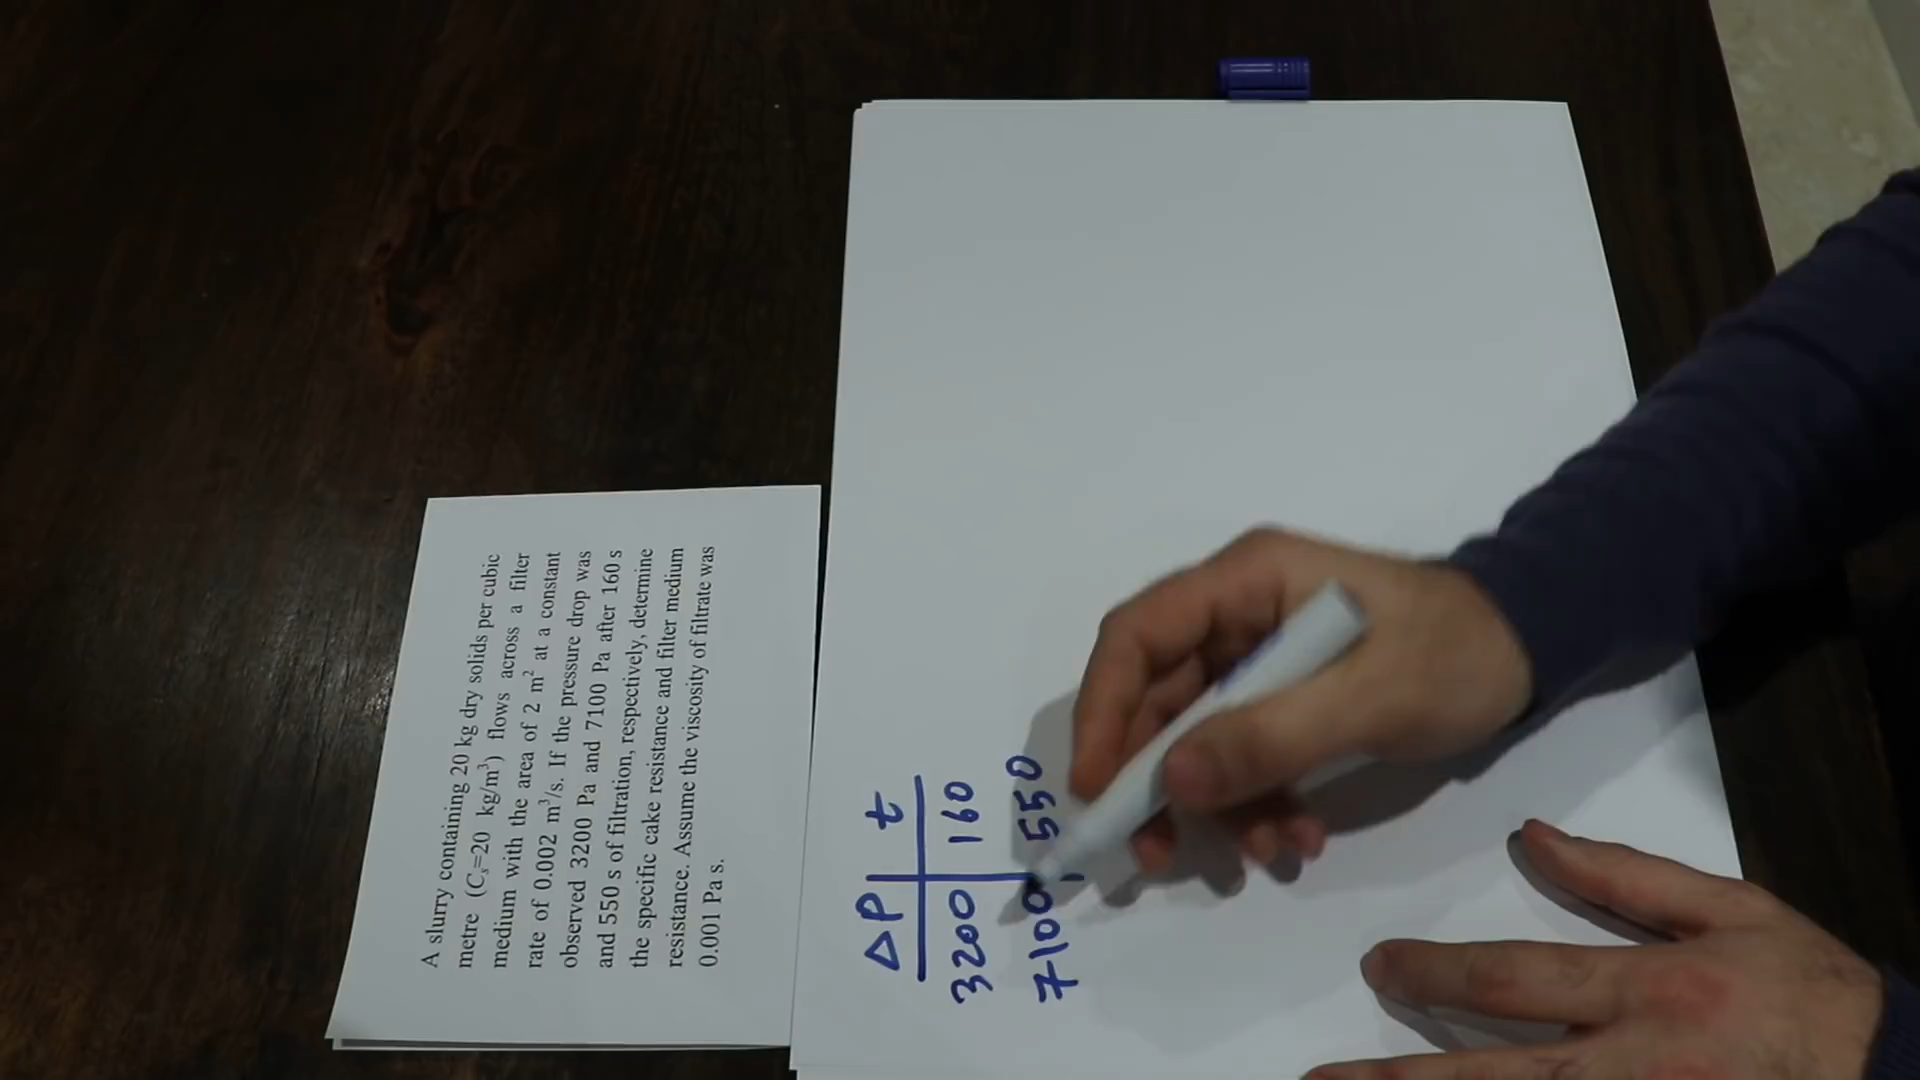 A slurry containing 20 kg dry solids per cubic
metre (Cs=20 kg/m³) flows across a filter
medium with the area of 2 m² at a constant
rate of 0.002 m³/s. If the pressure drop was
observed 3200 Pa and 7100 Pa after 160 s
and 550 s of filtration, respectively, determine
the specific cake resistance and filter medium
resistance. Assume the viscosity of filtrate was
0.001 Pa s.
ΔP t
3200 160
7100 550